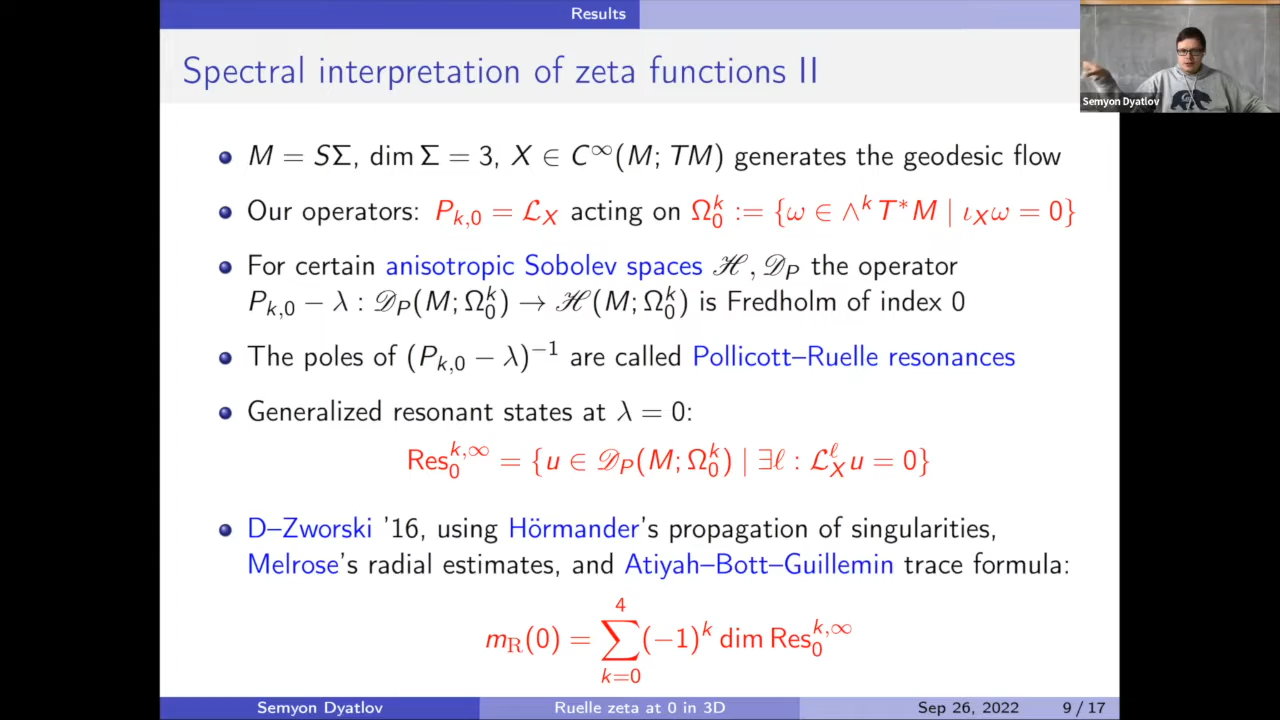 Results
Spectral interpretation of zeta functions II
Semyon Dyatlov
M = SΣ, dim Σ = 3, X ∈ C^∞(M; TM) generates the geodesic flow
Our operators: P_{k,0} = ℒ_X acting on Ω_0^k := {ω ∈ ∧^k T*M | ι_X ω = 0}
For certain anisotropic Sobolev spaces ℋ, 𝒟_P the operator
P_{k,0} − λ : 𝒟_P(M; Ω_0^k) → ℋ(M; Ω_0^k) is Fredholm of index 0
The poles of (P_{k,0} − λ)^{−1} are called Pollicott–Ruelle resonances
Generalized resonant states at λ = 0:
Res_0^{k,∞} = {u ∈ 𝒟_P(M; Ω_0^k) | ∃ℓ : ℒ_X^ℓ u = 0}
D–Zworski '16, using Hörmander's propagation of singularities,
Melrose's radial estimates, and Atiyah–Bott–Guillemin trace formula:
m_R(0) = ∑_{k=0}^{4} (−1)^k dim Res_0^{k,∞}
Semyon Dyatlov Ruelle zeta at 0 in 3D Sep 26, 2022 9 / 17